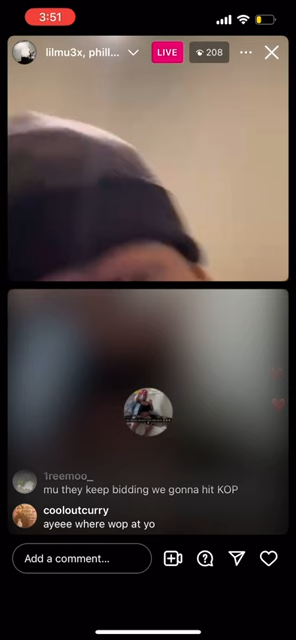 3:51
lilmu3x, phill...
LIVE
208
1reemoo_
mu they keep bidding we gonna hit KOP
cooloutcurry
ayeee where wop at yo
Add a comment...